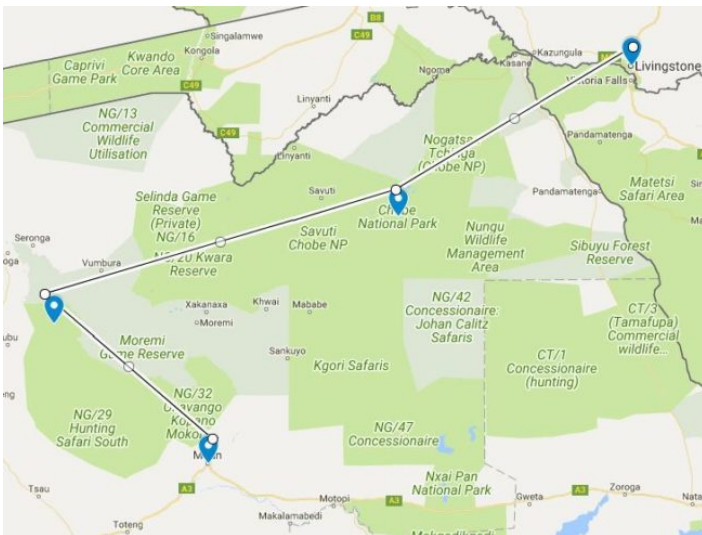 B8
Singalamwe
C49
Caprivi
Game Park
Kwando
Core Area
Kongola
C49
Ngoma
Kasane
Kazungula
Livingstone
Victoria Falls
Linyanti
NG/13
Commercial
Wildlife
Utilisation
C49
Linyanti
Pandamatenga
Chobe NP)
Savuti
Selinda Game
Reserve
(Private)
NG/16
Pandamatenga
Matetsi
Safari Area
Chobe
National Park
Savuti
Chobe NP
Seronga
Vumbura
Kwara
Reserve
Nunqu
Wildlife
Management
Area
Sibuyu Forest
Reserve
Xakanaxa
Khwai
Mababe
Moremi
NG/42
Concessionaire:
Johan Calitz
Safaris
CT/3
(Tamafupa)
Commercial
wildlife...
Moremi
Game Reserve
Sankuyo
Kgori Safaris
CT/1
Concessionaire
(hunting)
NG/32
Okavango
Kopano
NG/29
Hunting
Safari South
NG/47
Concessionaire
Nxai Pan
National Park
Tsau
A3
Motopi
A3
Gweta
A3
Zoroga
Nata
Toteng
Makalamabedi